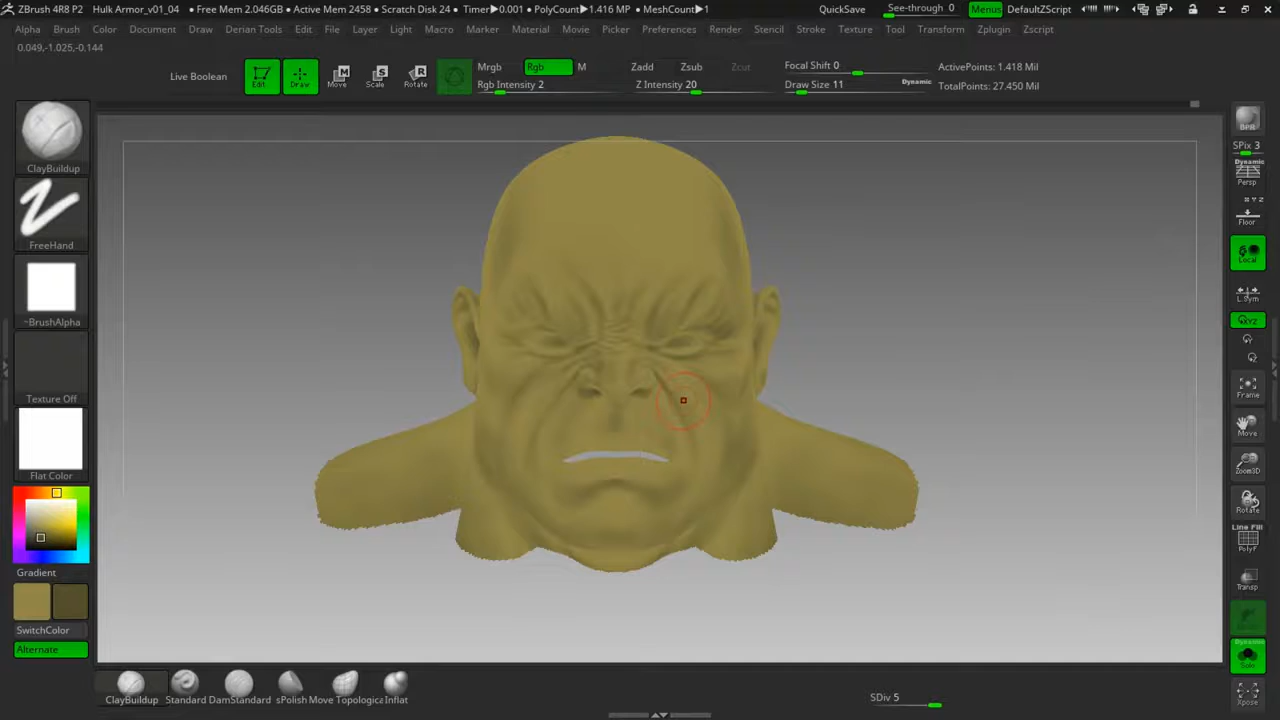 ZBrush 4R8 P2 Hulk Armor_v01_04 • Free Mem 2.046GB • Active Mem 2458 • Scratch Disk 24 • Timer▶0.001 • PolyCount▶1.416 MP • MeshCount▶1 QuickSave See-through 0 Menus DefaultZScript
Alpha Brush Color Document Draw Derian Tools Edit File Layer Light Macro Marker Material Movie Picker Preferences Render Stencil Stroke Texture Tool Transform Zplugin Zscript
0.049,-1.025,-0.144
Live Boolean Edit Draw Move Scale Rotate
Mrgb Rgb M Zadd Zsub Zcut Focal Shift 0 ActivePoints: 1.418 Mil
Rgb Intensity 2 Z Intensity 20 Draw Size 11 Dynamic TotalPoints: 27.450 Mil
ClayBuildup
FreeHand
~BrushAlpha
Texture Off
Flat Color
Gradient
SwitchColor
Alternate
BPR
SPix 3
Dynamic
Persp
Floor
Local
L.Sym
XYZ
Frame
Move
Zoom3D
Rotate
Line Fill
PolyF
Transp
Dynamic
Solo
Xpose
ClayBuildup Standard DamStandard sPolish Move Topologica Inflat
SDiv 5